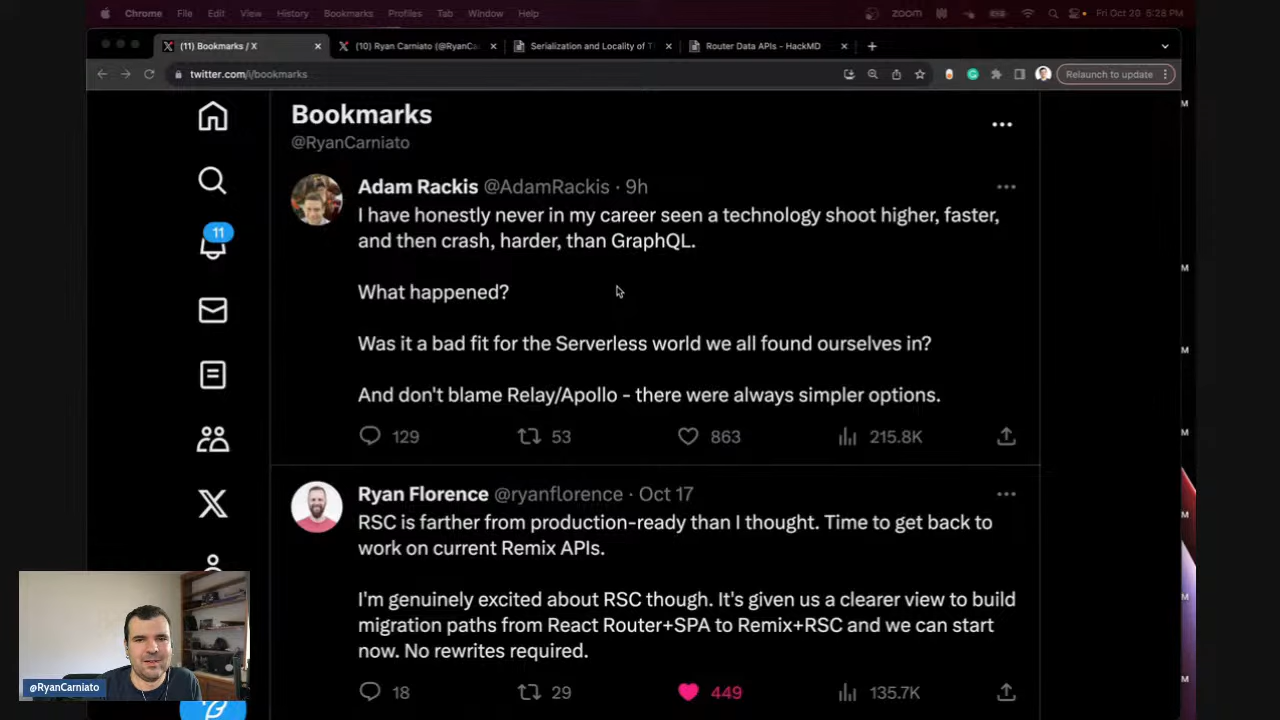 Chrome File Edit View History Bookmarks Profiles Tab Window Help zoom Fri Oct 20 5:28 PM
(11) Bookmarks / X (10) Ryan Carniato (@RyanCa Serialization and Locality of T Router Data APIs - HackMD
twitter.com/i/bookmarks Relaunch to update
Bookmarks
@RyanCarniato
Adam Rackis @AdamRackis · 9h
I have honestly never in my career seen a technology shoot higher, faster,
and then crash, harder, than GraphQL.
11
What happened?
Was it a bad fit for the Serverless world we all found ourselves in?
And don't blame Relay/Apollo - there were always simpler options.
129 53 863 215.8K
Ryan Florence @ryanflorence · Oct 17
RSC is farther from production-ready than I thought. Time to get back to
work on current Remix APIs.
I'm genuinely excited about RSC though. It's given us a clearer view to build
migration paths from React Router+SPA to Remix+RSC and we can start
now. No rewrites required.
18 29 449 135.7K
@RyanCarniato
M
M
M
M
M
M
M